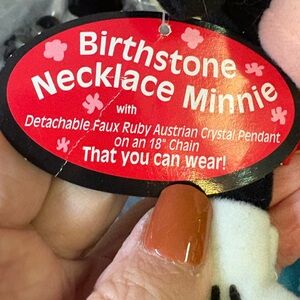 Birthstone
Necklace Minnie
with
Detachable Faux Ruby Austrian Crystal Pendant
on an 18" Chain
That you can wear!